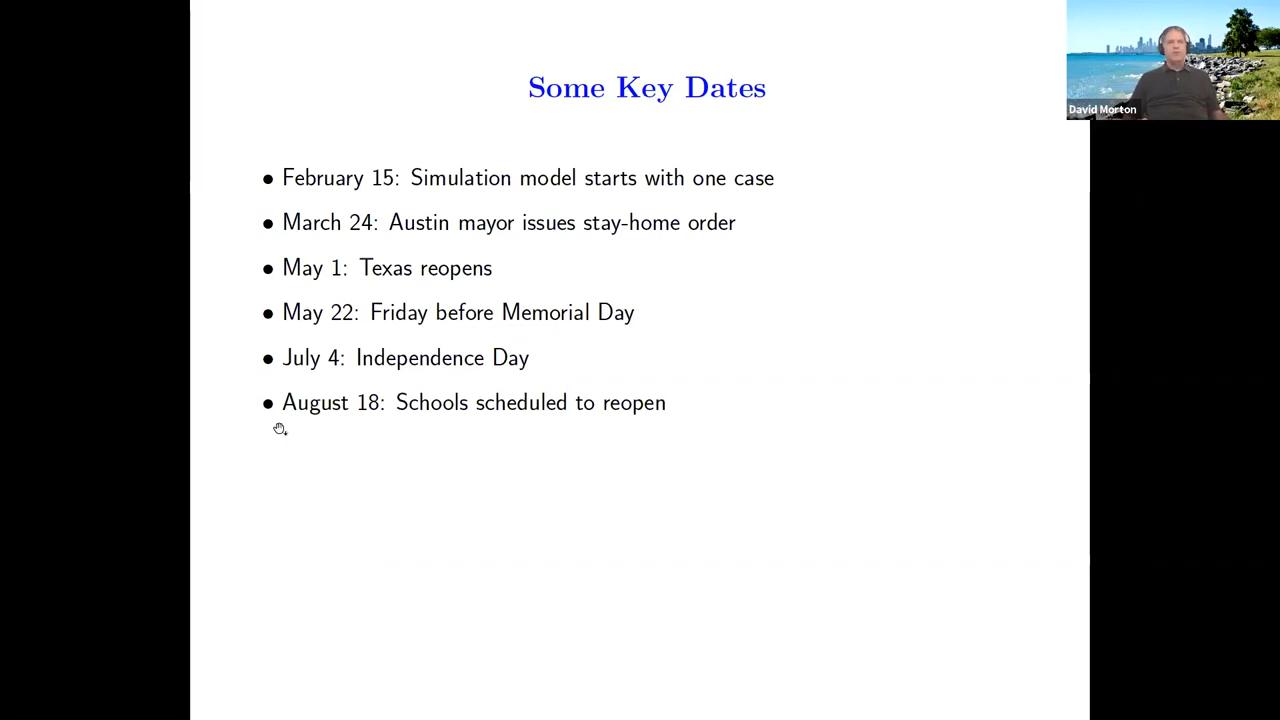 Some Key Dates
David Morton
• February 15: Simulation model starts with one case
• March 24: Austin mayor issues stay-home order
• May 1: Texas reopens
• May 22: Friday before Memorial Day
• July 4: Independence Day
• August 18: Schools scheduled to reopen